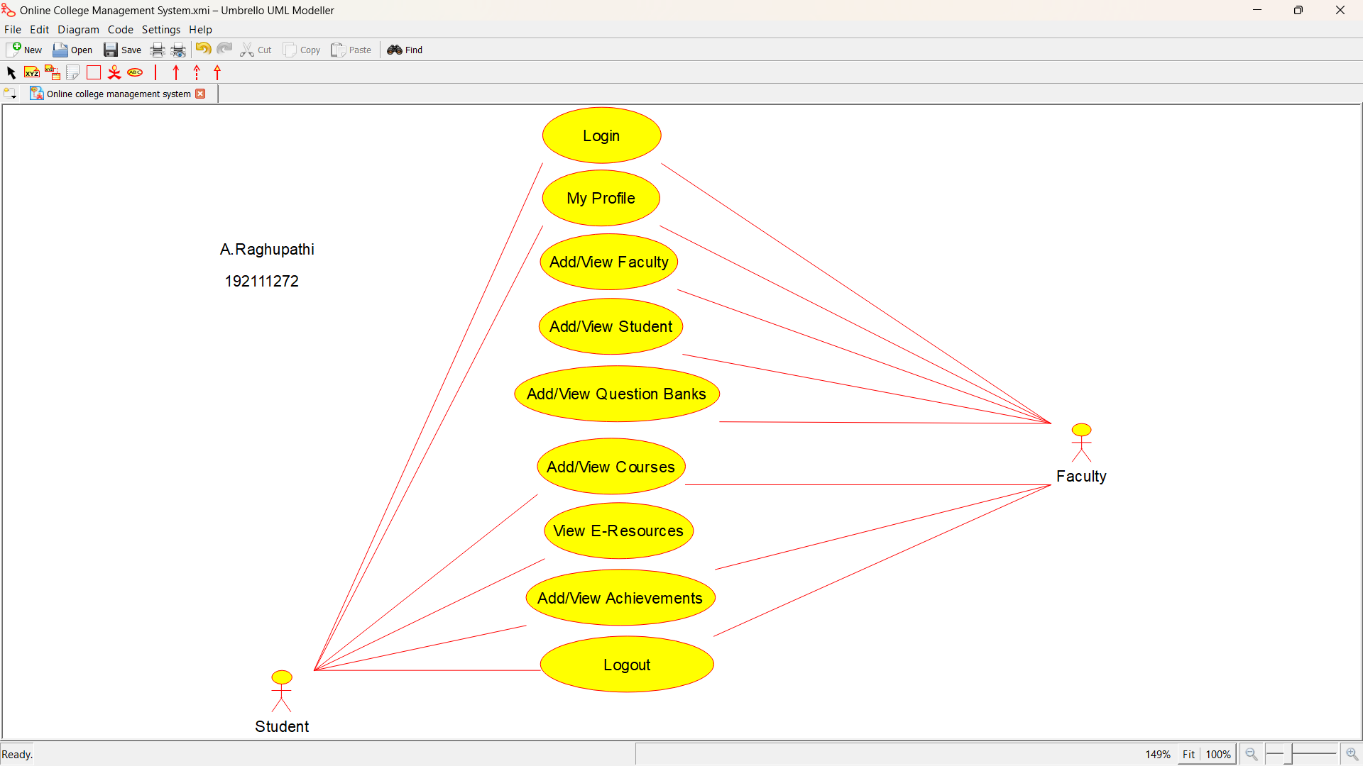 Online College Management System.xmi – Umbrello UML Modeller
File Edit Diagram Code Settings Help
New Open Save Cut Copy Paste Find
XYZ ABC
Online college management system
Login
My Profile
A.Raghupathi
Add/View Faculty
192111272
Add/View Student
Add/View Question Banks
Add/View Courses
Faculty
View E-Resources
Add/View Achievements
Logout
Student
Ready. 149% Fit 100%